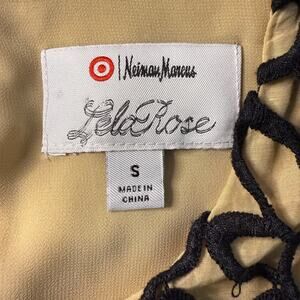 Neiman Marcus
Lela Rose
S
MADE IN
CHINA